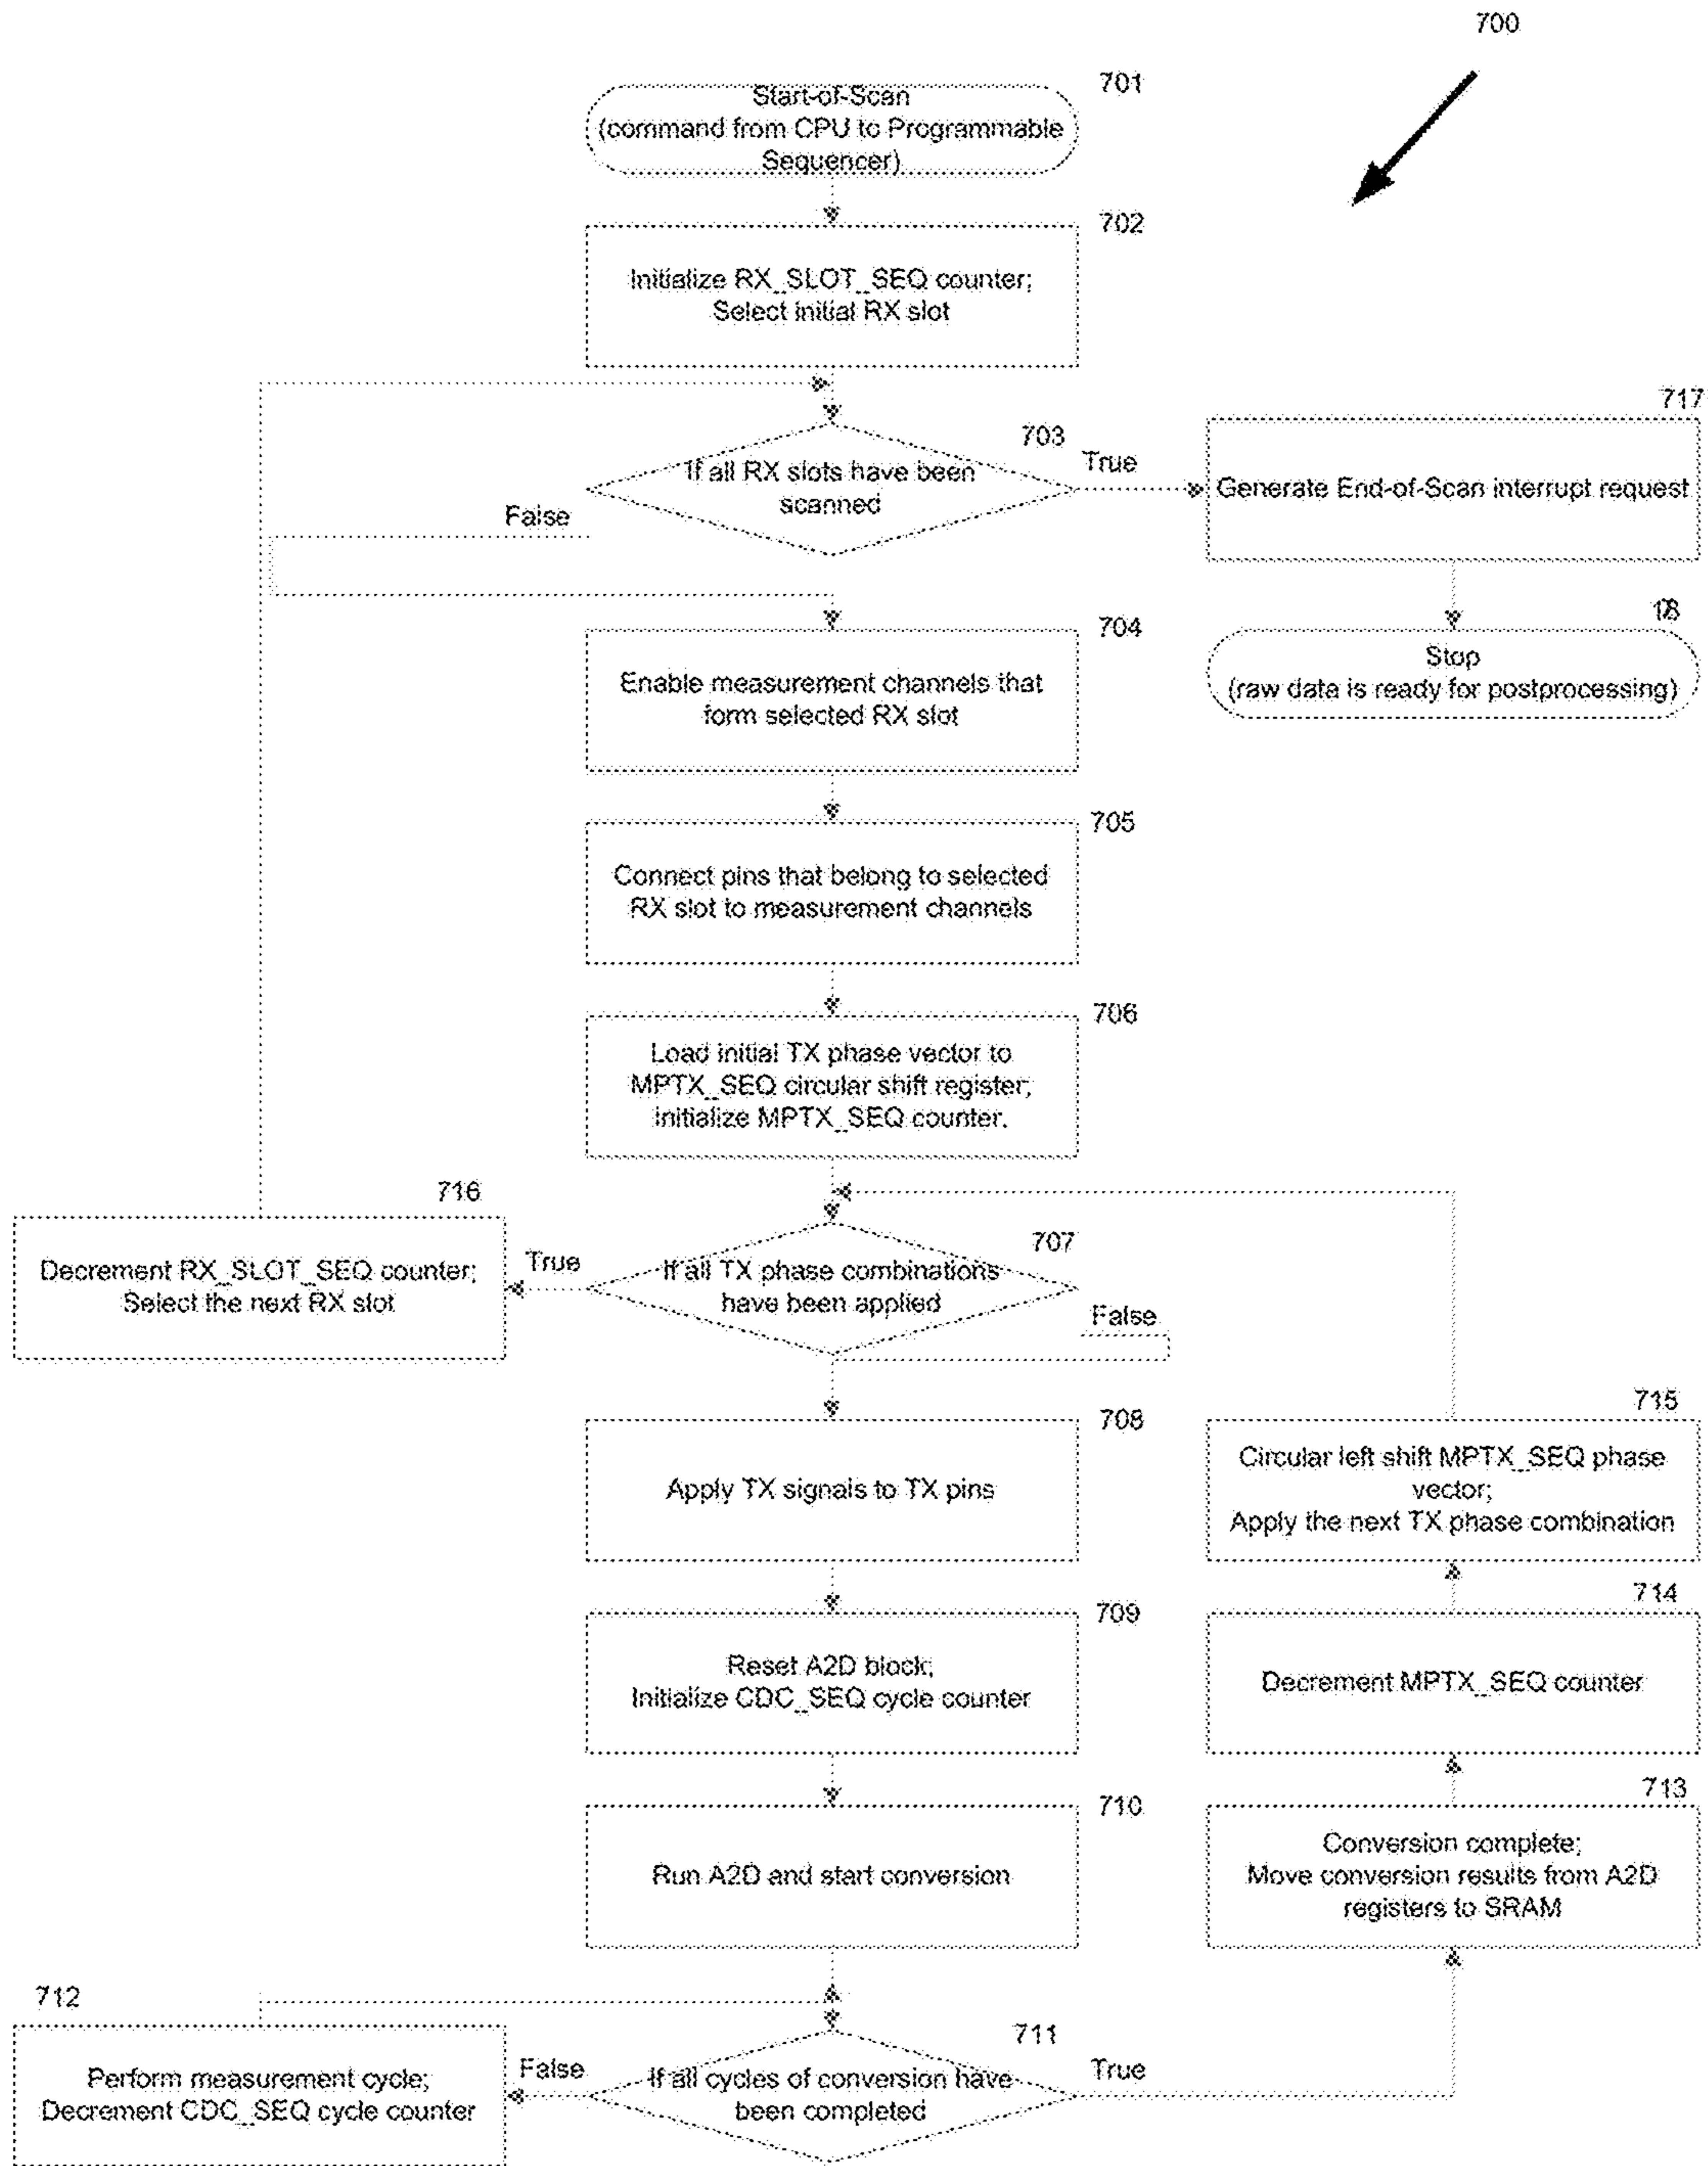 700
701
Start-of-Scan
(command from CPU to Programmable
Sequencer)
702
Initialize RX_SLOT_SEQ counter;
Select initial RX slot
703
If all RX slots have been
scanned
True
False
717
Generate End-of-Scan interrupt request
18
Stop
(raw data is ready for postprocessing)
704
Enable measurement channels that
form selected RX slot
705
Connect pins that belong to selected
RX slot to measurement channels
706
Load initial TX phase vector to
MPTX_SEQ circular shift register;
Initialize MPTX_SEQ counter.
716
Decrement RX_SLOT_SEQ counter;
Select the next RX slot
True
707
If all TX phase combinations
have been applied
False
708
Apply TX signals to TX pins
715
Circular left shift MPTX_SEQ phase
vector;
Apply the next TX phase combination
709
Reset A2D block;
Initialize CDC_SEQ cycle counter
714
Decrement MPTX_SEQ counter
710
Run A2D and start conversion
713
Conversion complete;
Move conversion results from A2D
registers to SRAM
712
Perform measurement cycle;
Decrement CDC_SEQ cycle counter
False
711
If all cycles of conversion have
been completed
True